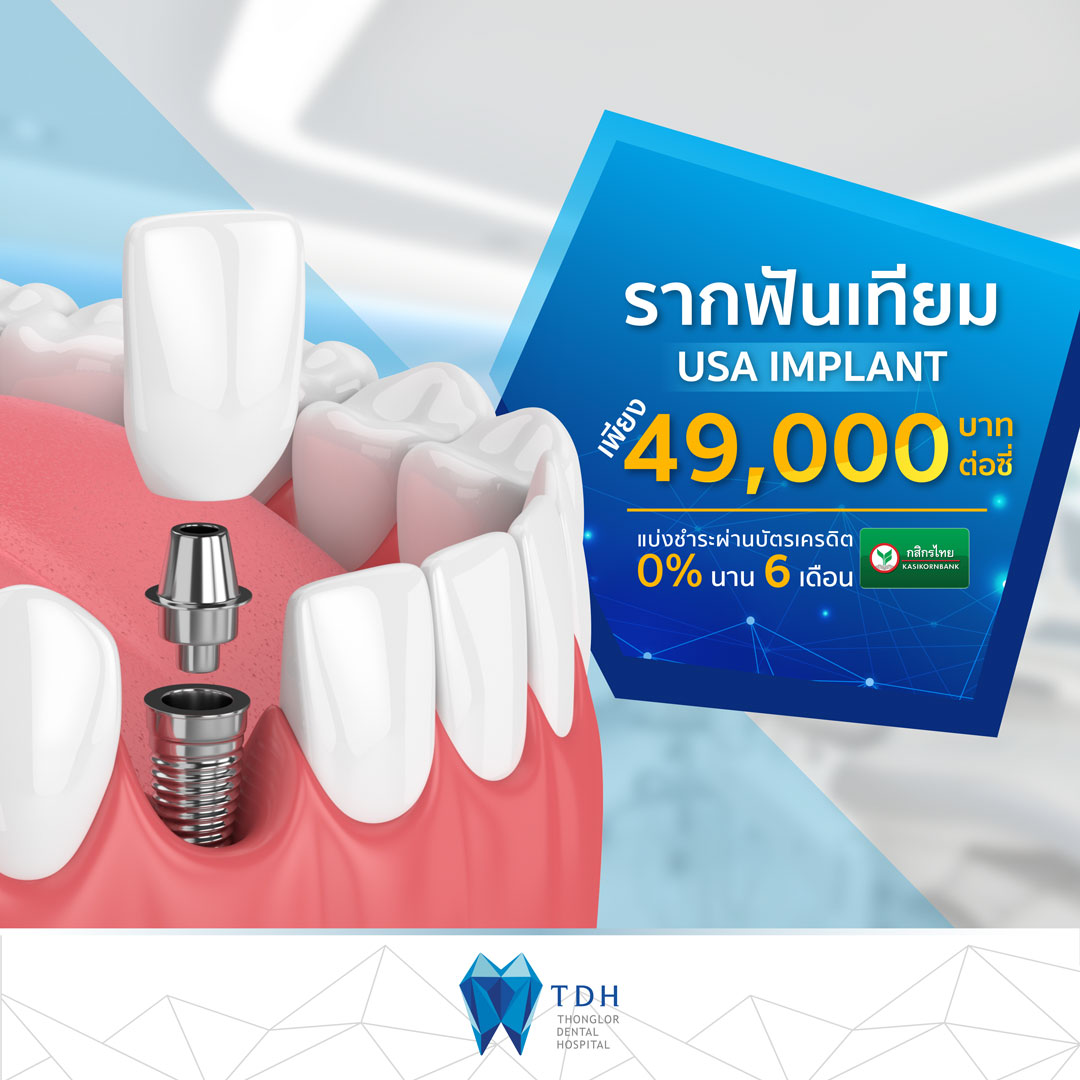 รากฟันเทียม
USA IMPLANT
เพียง 49,000 บาท ต่อซี่
แบ่งชำระผ่านบัตรเครดิต
0% นาน 6 เดือน
กสิกรไทย
KASIKORNBANK
TDH
THONGLOR
DENTAL
HOSPITAL